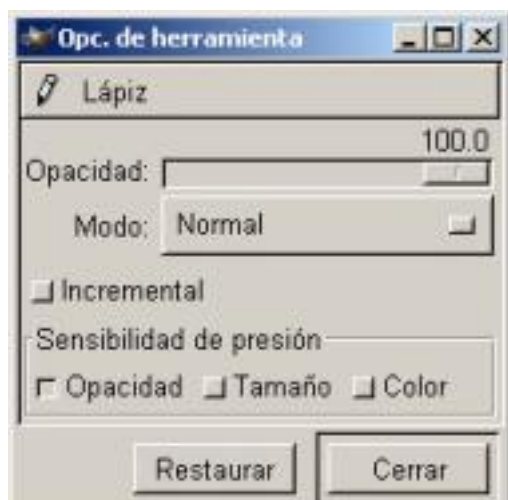 Opc. de herramienta
Lápiz
100.0
Opacidad:
Modo: Normal
Incremental
Sensibilidad de presión
Opacidad Tamaño Color
Restaurar Cerrar